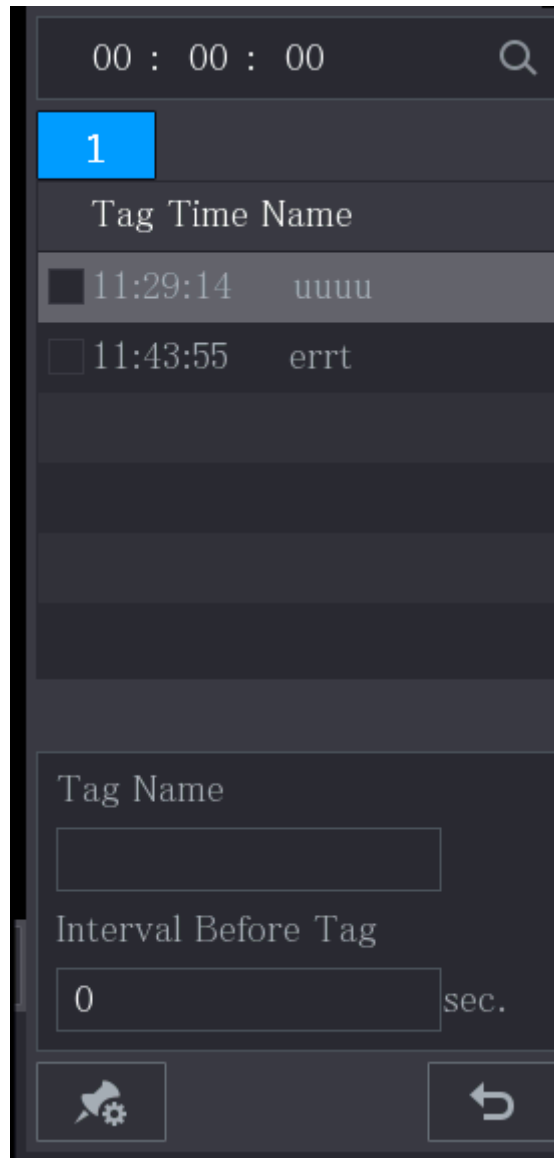 00 : 00 : 00
1
Tag Time Name
11:29:14 uuuu
11:43:55 errt
Tag Name
Interval Before Tag
0 sec.